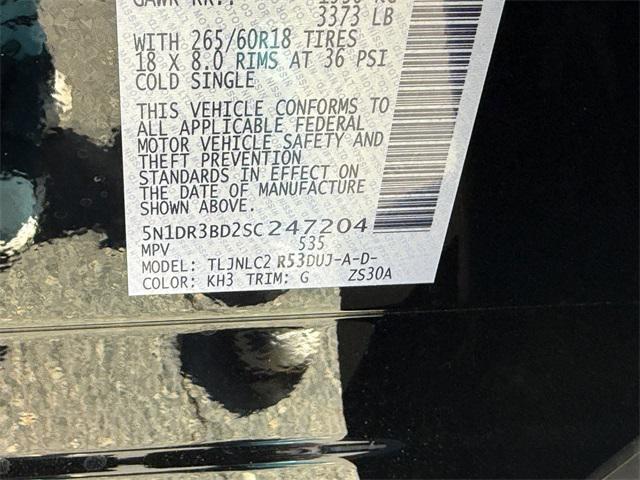 GAWR RR.:
3373 LB
WITH 265/60R18 TIRES
18 X 8.0 RIMS AT 36 PSI
COLD SINGLE
THIS VEHICLE CONFORMS TO
ALL APPLICABLE FEDERAL
MOTOR VEHICLE SAFETY AND
THEFT PREVENTION
STANDARDS IN EFFECT ON
THE DATE OF MANUFACTURE
SHOWN ABOVE.
5N1DR3BD2SC247204
MPV 535
MODEL: TLJNLC2 R53DUJ-A-D-
COLOR: KH3 TRIM: G ZS30A